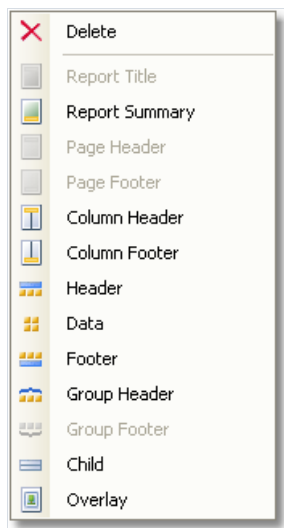 Delete
Report Title
Report Summary
Page Header
Page Footer
Column Header
Column Footer
Header
Data
Footer
Group Header
Group Footer
Child
Overlay